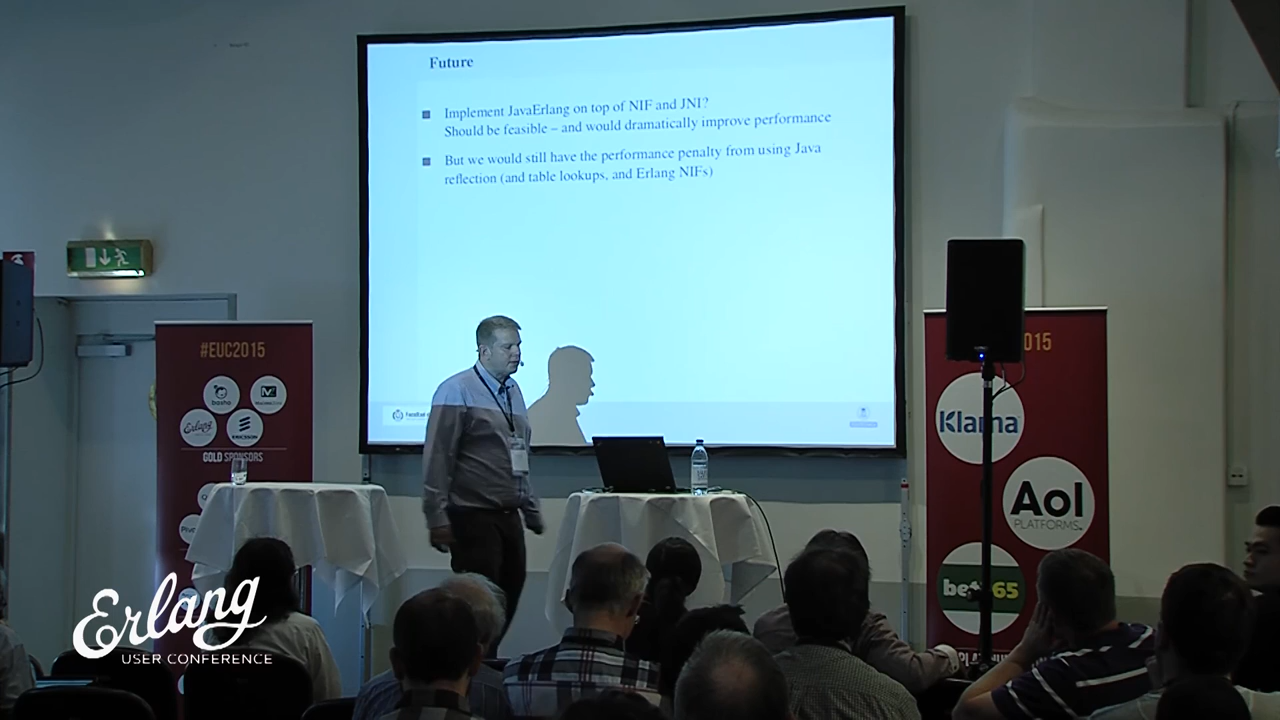 Future
Implement JavaErlang on top of NIF and JNI?
Should be feasible – and would dramatically improve performance
But we would still have the performance penalty from using Java
reflection (and table lookups, and Erlang NIFs)
#EUC2015
basho
Erlang
ERICSSON
GOLD SPONSORS
015
Klarna
Aol
PLATFORMS
bet365
Erlang
USER CONFERENCE